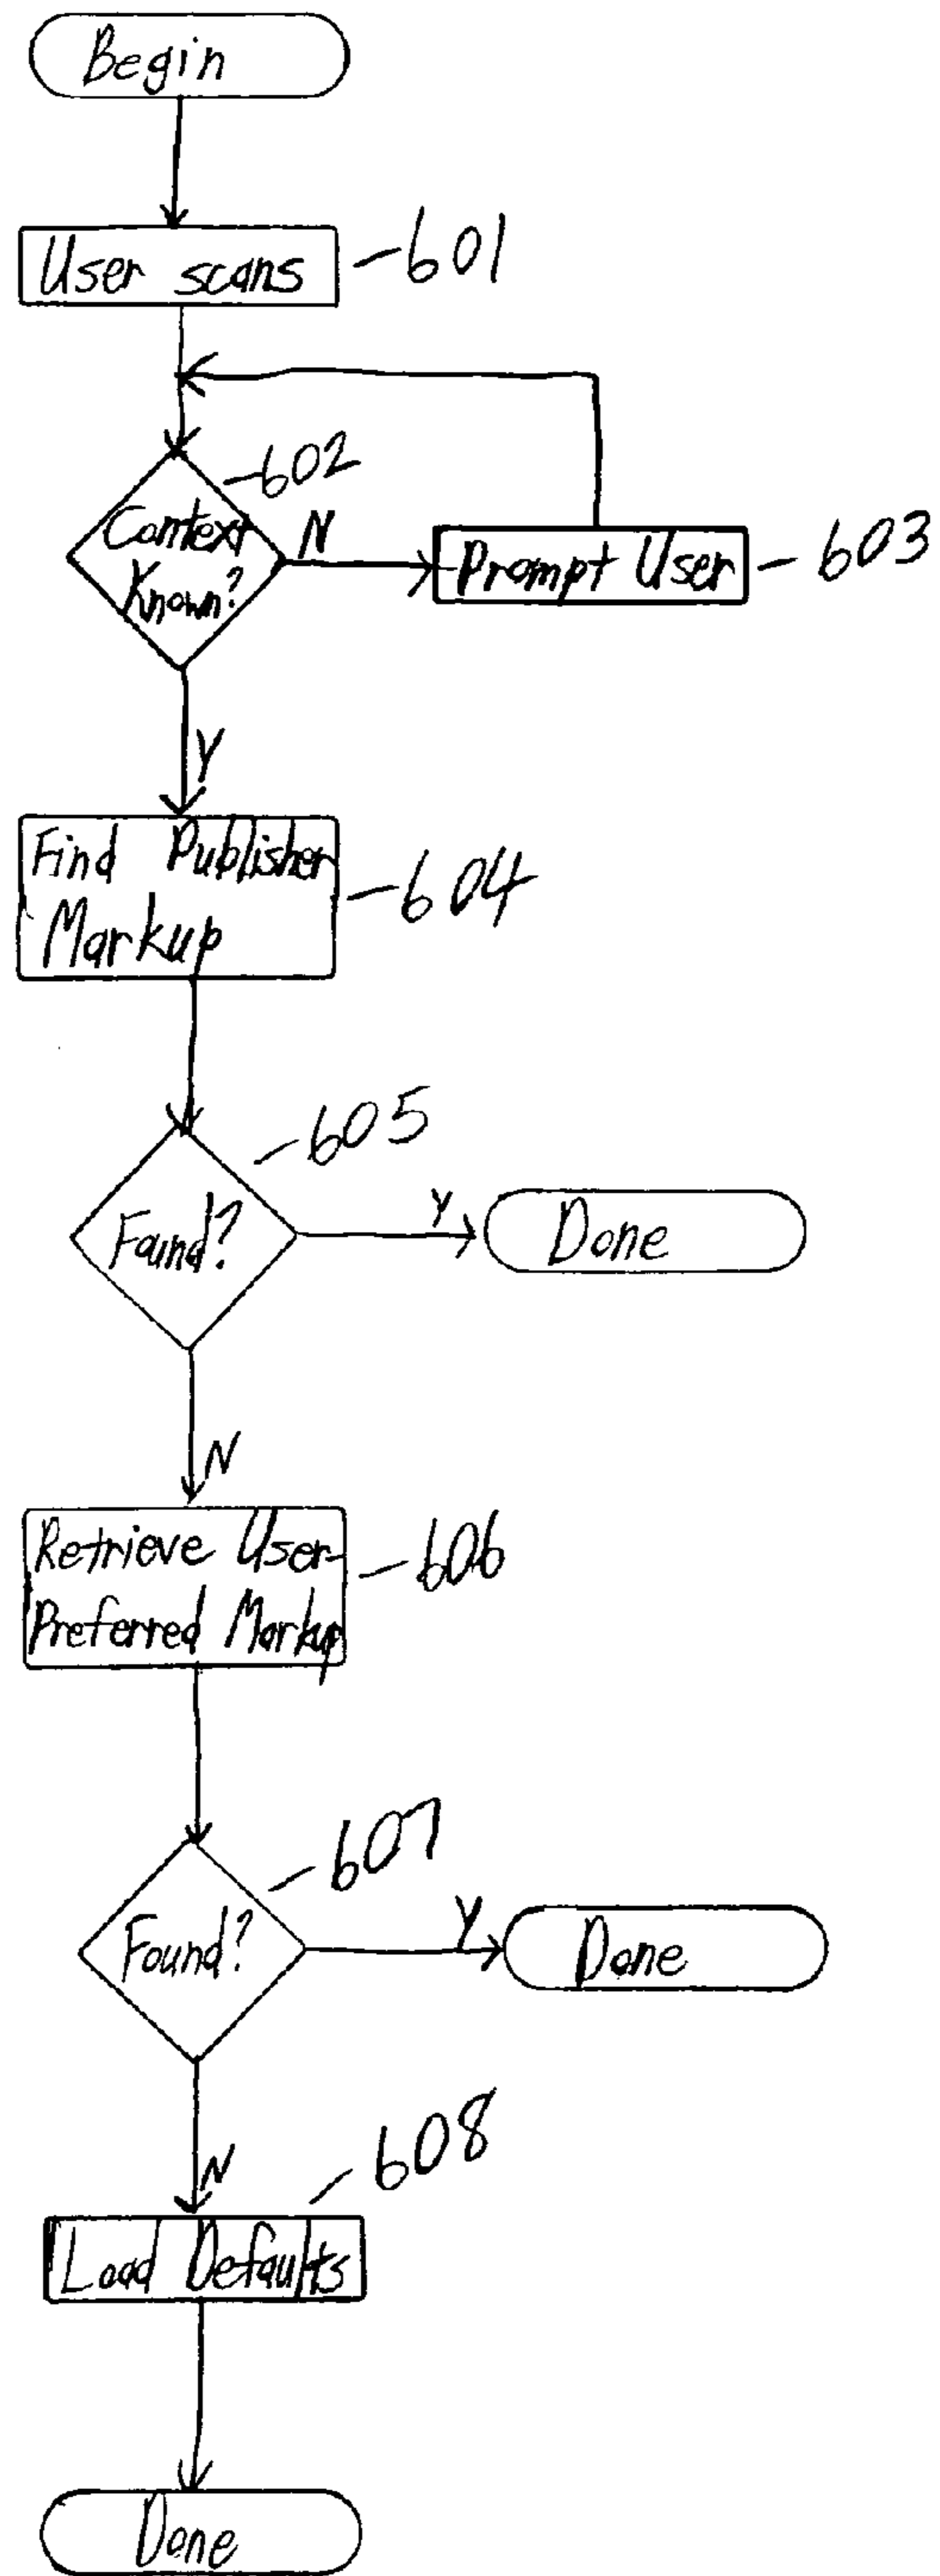 Begin
User scans
601
602
Context
Known?
N
Prompt User
603
Y
Find Publisher
Markup
604
605
Found?
Y
Done
N
Retrieve User-
Preferred Markup
606
607
Found?
Y
Done
N
608
Load Defaults
Done